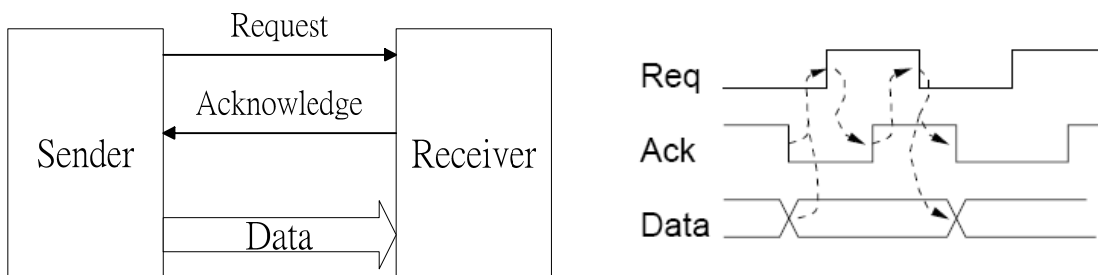 Request
Acknowledge
Sender
Receiver
Data
Req
Ack
Data